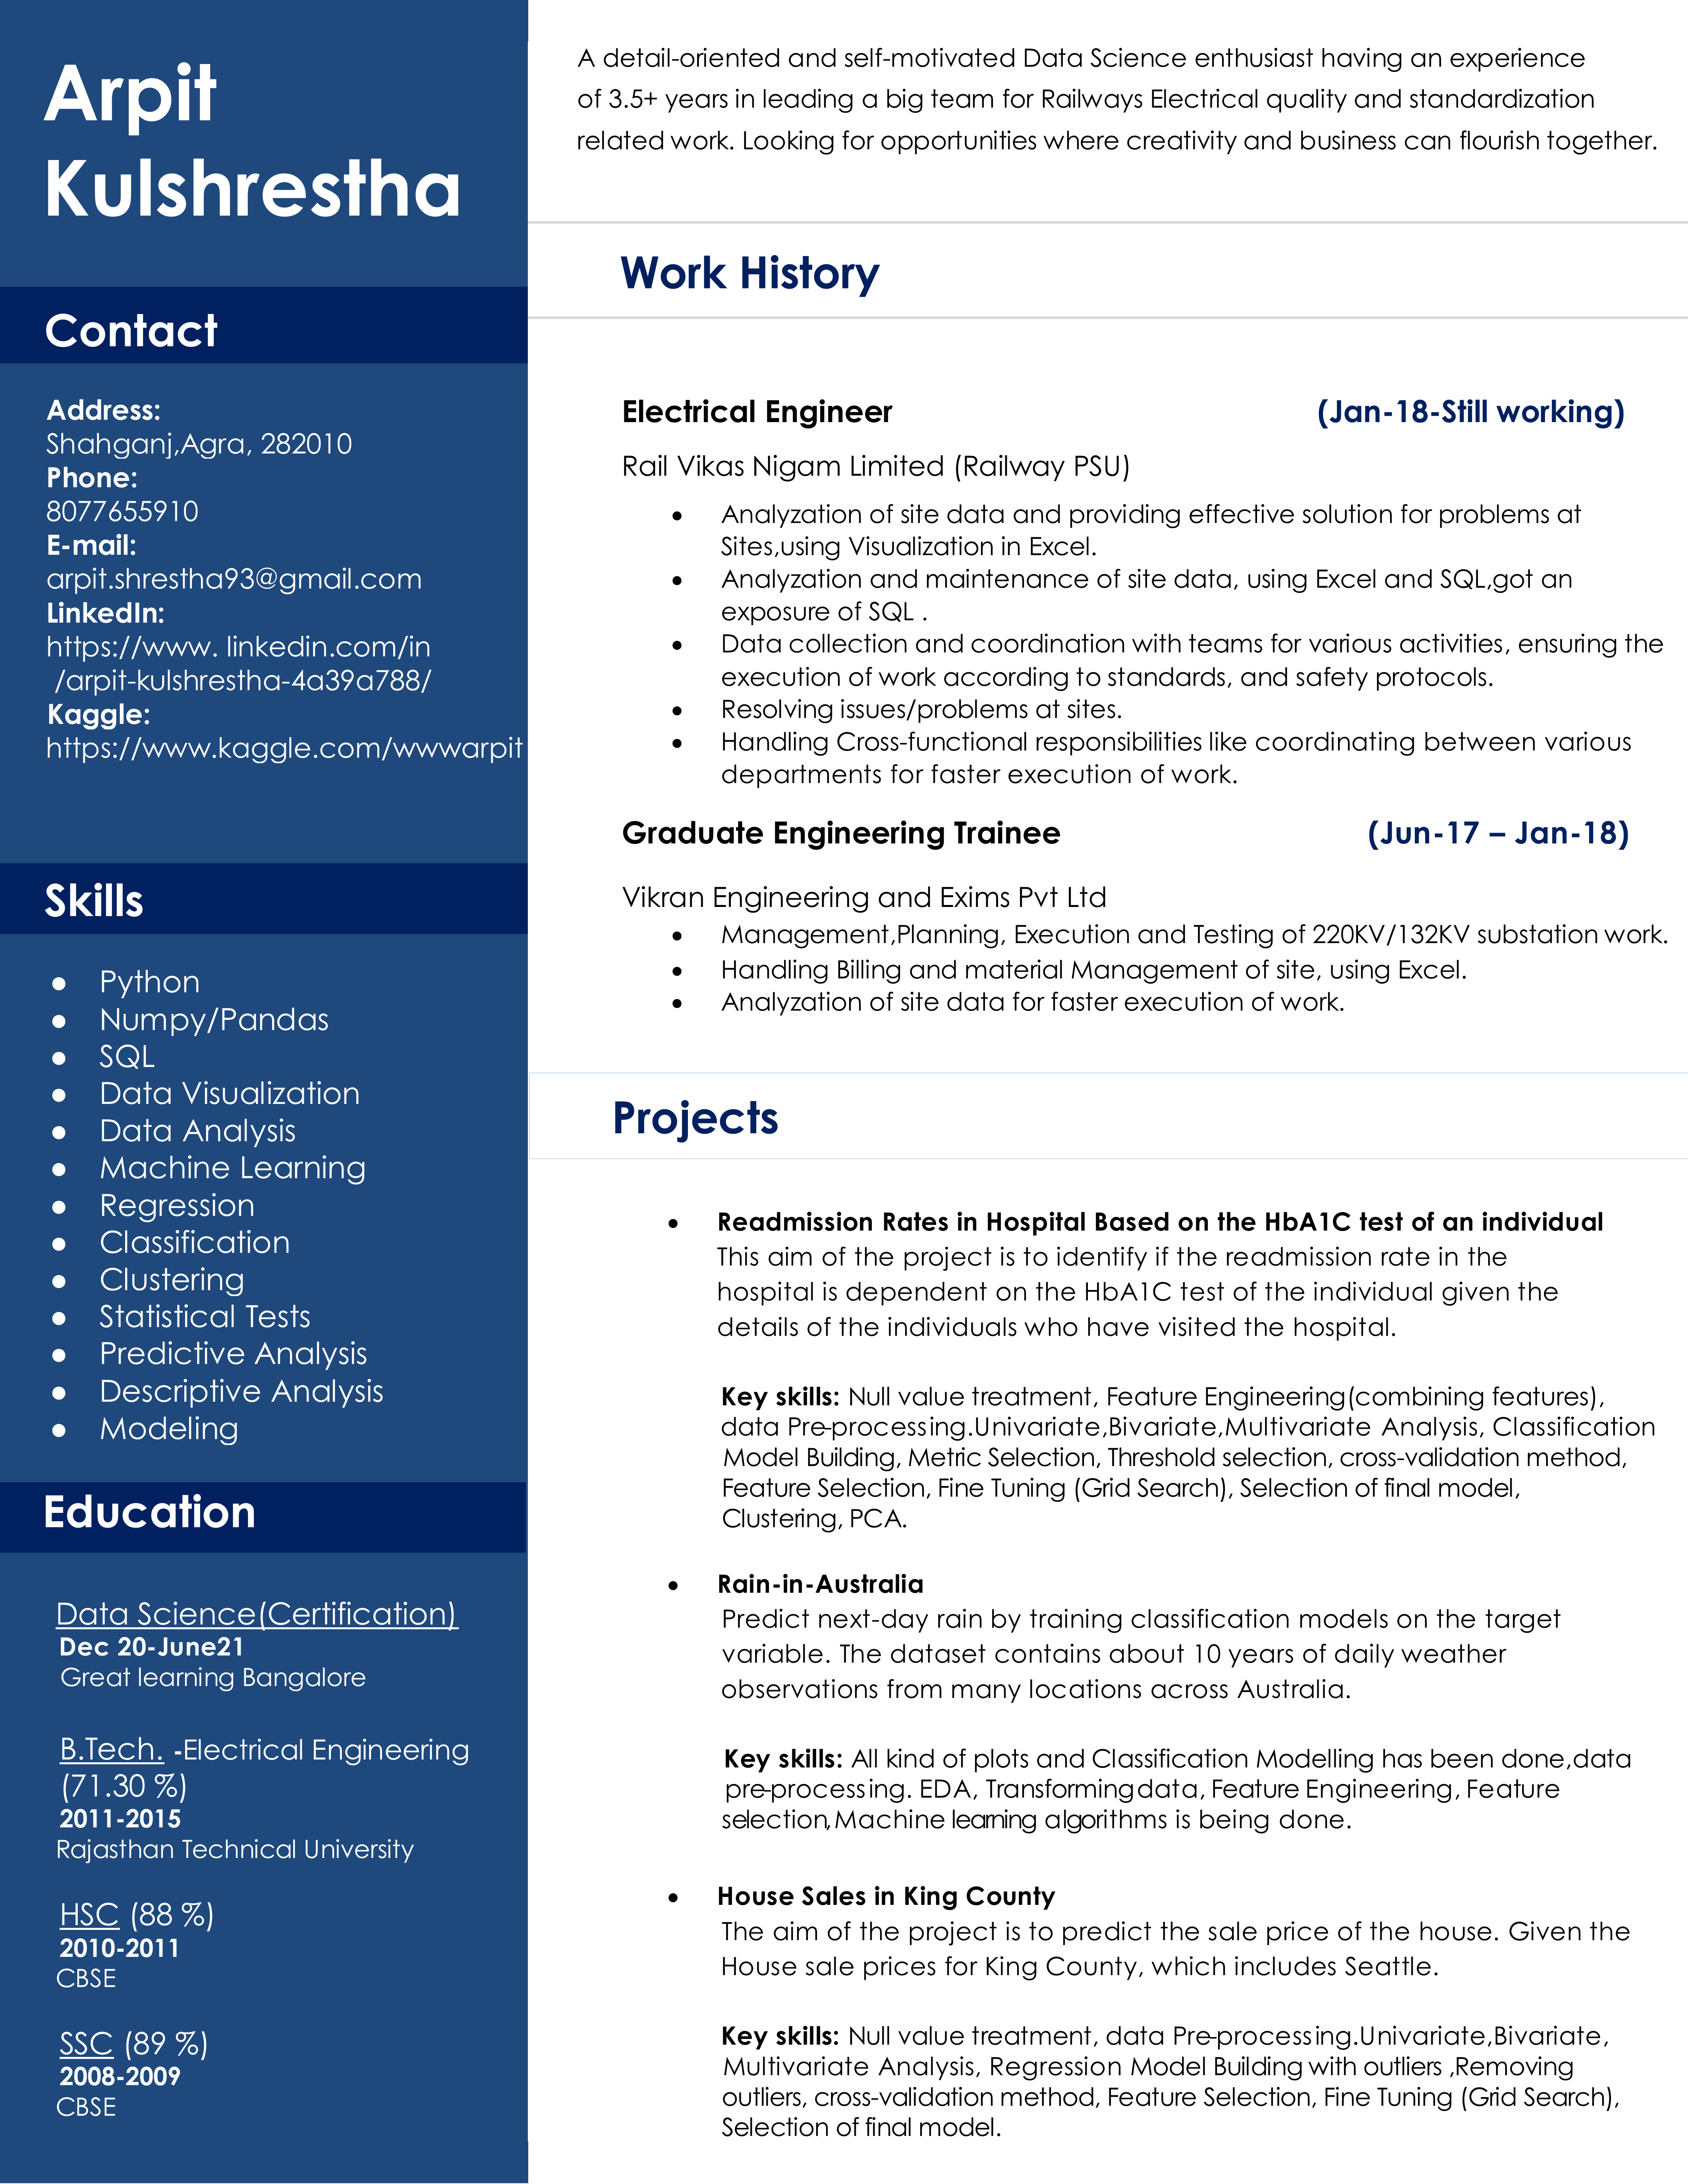 Arpit
Kulshrestha
Contact
Address:
Shahganj,Agra, 282010
Phone:
8077655910
E-mail:
arpit.shrestha93@gmail.com
LinkedIn:
https://www. linkedin.com/in
/arpit-kulshrestha-4a39a788/
Kaggle:
https://www.kaggle.com/wwwarpit
Skills
● Python
● Numpy/Pandas
● SQL
● Data Visualization
● Data Analysis
● Machine Learning
● Regression
● Classification
● Clustering
● Statistical Tests
● Predictive Analysis
● Descriptive Analysis
● Modeling
Education
Data Science(Certification)
Dec 20-June21
Great learning Bangalore
B.Tech. -Electrical Engineering
(71.30 %)
2011-2015
Rajasthan Technical University
HSC (88 %)
2010-2011
CBSE
SSC (89 %)
2008-2009
CBSE
A detail-oriented and self-motivated Data Science enthusiast having an experience
of 3.5+ years in leading a big team for Railways Electrical quality and standardization
related work. Looking for opportunities where creativity and business can flourish together.
Work History
Electrical Engineer (Jan-18-Still working)
Rail Vikas Nigam Limited (Railway PSU)
• Analyzation of site data and providing effective solution for problems at
Sites,using Visualization in Excel.
• Analyzation and maintenance of site data, using Excel and SQL,got an
exposure of SQL .
• Data collection and coordination with teams for various activities, ensuring the
execution of work according to standards, and safety protocols.
• Resolving issues/problems at sites.
• Handling Cross-functional responsibilities like coordinating between various
departments for faster execution of work.
Graduate Engineering Trainee (Jun-17 – Jan-18)
Vikran Engineering and Exims Pvt Ltd
• Management,Planning, Execution and Testing of 220KV/132KV substation work.
• Handling Billing and material Management of site, using Excel.
• Analyzation of site data for faster execution of work.
Projects
• Readmission Rates in Hospital Based on the HbA1C test of an individual
This aim of the project is to identify if the readmission rate in the
hospital is dependent on the HbA1C test of the individual given the
details of the individuals who have visited the hospital.
Key skills: Null value treatment, Feature Engineering(combining features),
data Pre-processing.Univariate,Bivariate,Multivariate Analysis, Classification
Model Building, Metric Selection, Threshold selection, cross-validation method,
Feature Selection, Fine Tuning (Grid Search), Selection of final model,
Clustering, PCA.
• Rain-in-Australia
Predict next-day rain by training classification models on the target
variable. The dataset contains about 10 years of daily weather
observations from many locations across Australia.
Key skills: All kind of plots and Classification Modelling has been done,data
pre-processing. EDA, Transforming data, Feature Engineering, Feature
selection,Machine learning algorithms is being done.
• House Sales in King County
The aim of the project is to predict the sale price of the house. Given the
House sale prices for King County, which includes Seattle.
Key skills: Null value treatment, data Pre-processing.Univariate,Bivariate,
Multivariate Analysis, Regression Model Building with outliers ,Removing
outliers, cross-validation method, Feature Selection, Fine Tuning (Grid Search),
Selection of final model.